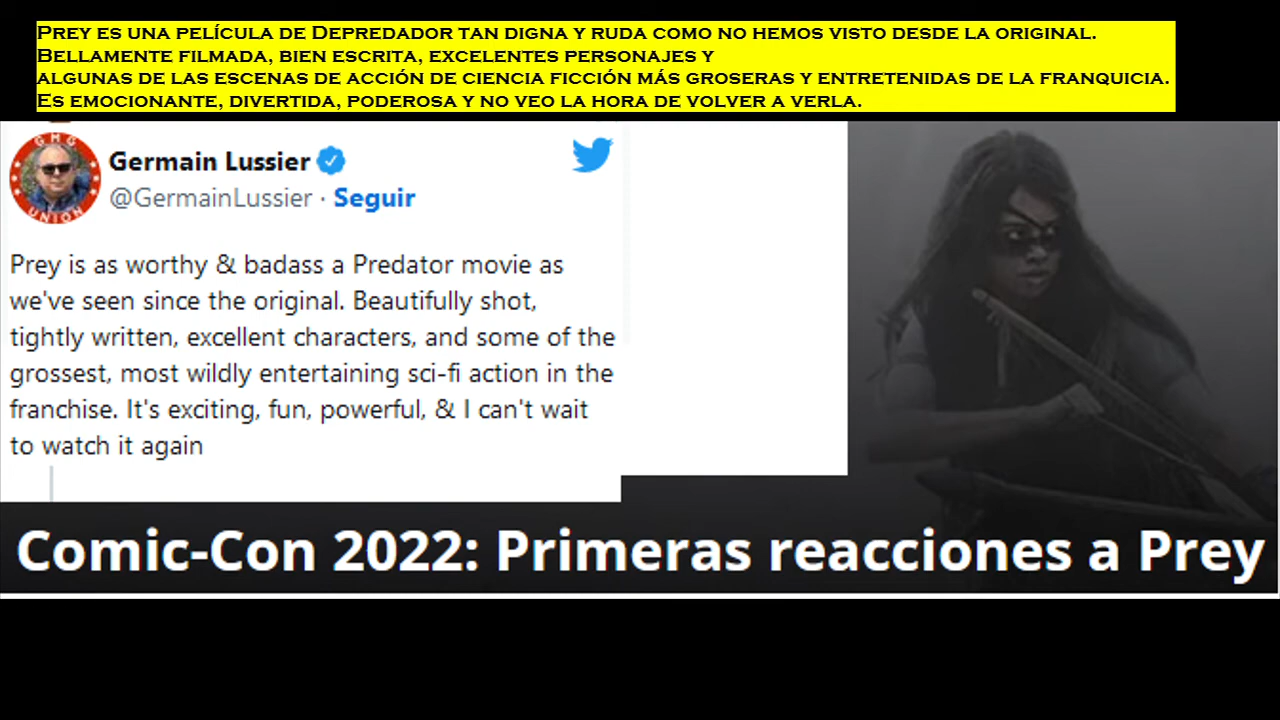 Prey es una película de Depredador tan digna y ruda como no hemos visto desde la original.
Bellamente filmada, bien escrita, excelentes personajes y
algunas de las escenas de acción de ciencia ficción más groseras y entretenidas de la franquicia.
Es emocionante, divertida, poderosa y no veo la hora de volver a verla.
GMG
UNION
Germain Lussier
@GermainLussier · Seguir
Prey is as worthy & badass a Predator movie as
we've seen since the original. Beautifully shot,
tightly written, excellent characters, and some of the
grossest, most wildly entertaining sci-fi action in the
franchise. It's exciting, fun, powerful, & I can't wait
to watch it again
Comic-Con 2022: Primeras reacciones a Prey